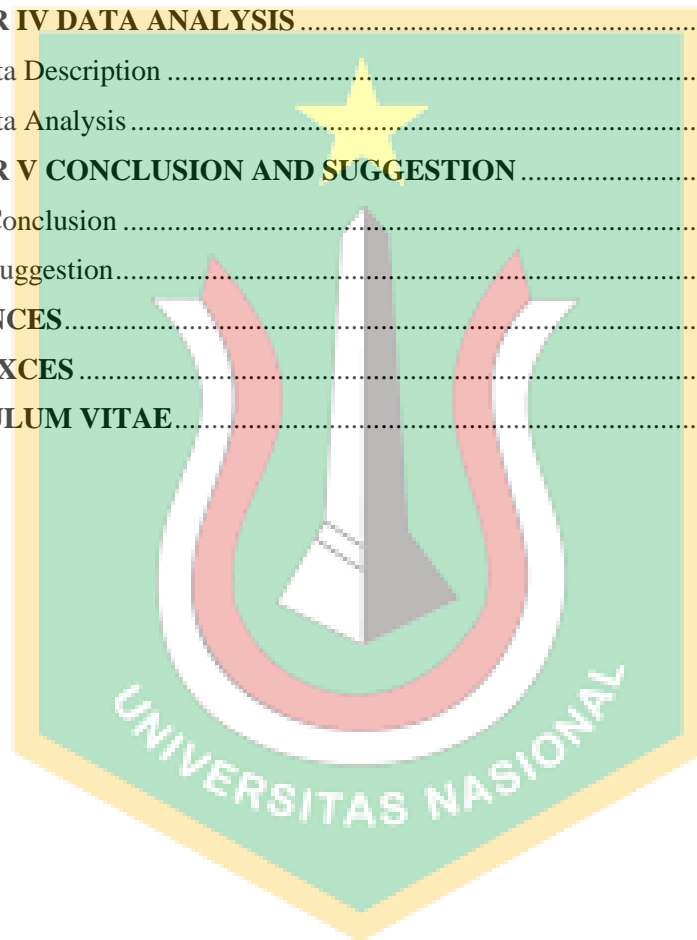 R IV DATA ANALYSIS ........................................................
ta Description ........................................................
ta Analysis ........................................................
R V CONCLUSION AND SUGGESTION ........................................................
Conclusion ........................................................
uggestion ........................................................
NCES ........................................................
XCES ........................................................
ULUM VITAE ........................................................
UNIVERSITAS NASIONAL